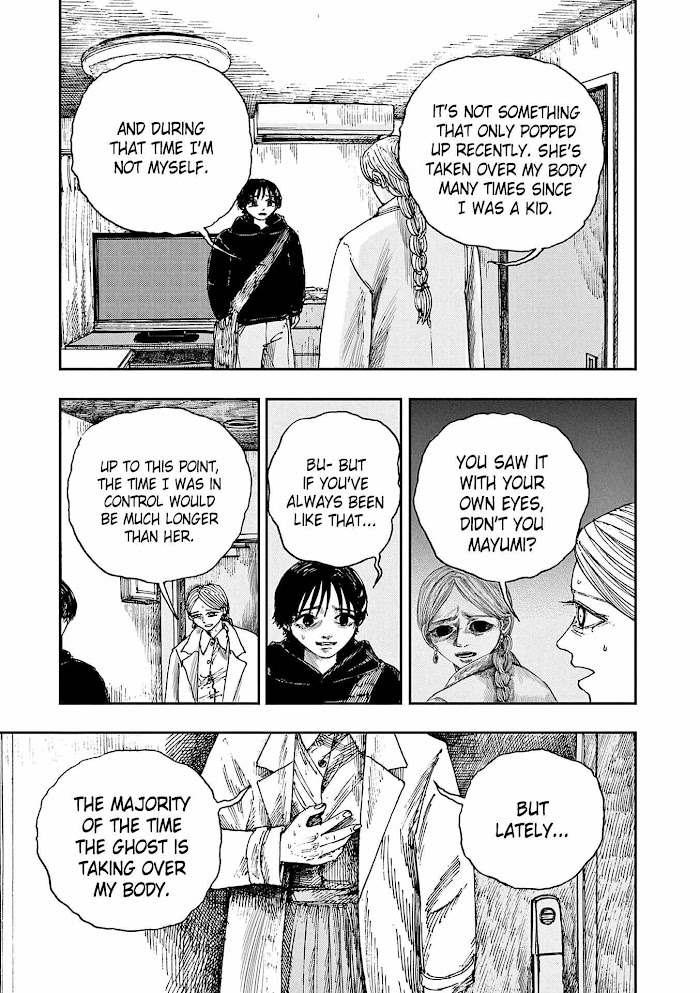 IT'S NOT SOMETHING
THAT ONLY POPPED
UP RECENTLY. SHE'S
TAKEN OVER MY BODY
MANY TIMES SINCE
I WAS A KID.
AND DURING
THAT TIME I'M
NOT MYSELF.
YOU SAW IT
WITH YOUR
OWN EYES,
DIDN'T YOU
MAYUMI?
BU- BUT
IF YOU'VE
ALWAYS BEEN
LIKE THAT...
UP TO THIS POINT,
THE TIME I WAS IN
CONTROL WOULD
BE MUCH LONGER
THAN HER.
BUT
LATELY...
THE MAJORITY
OF THE TIME
THE GHOST IS
TAKING OVER
MY BODY.